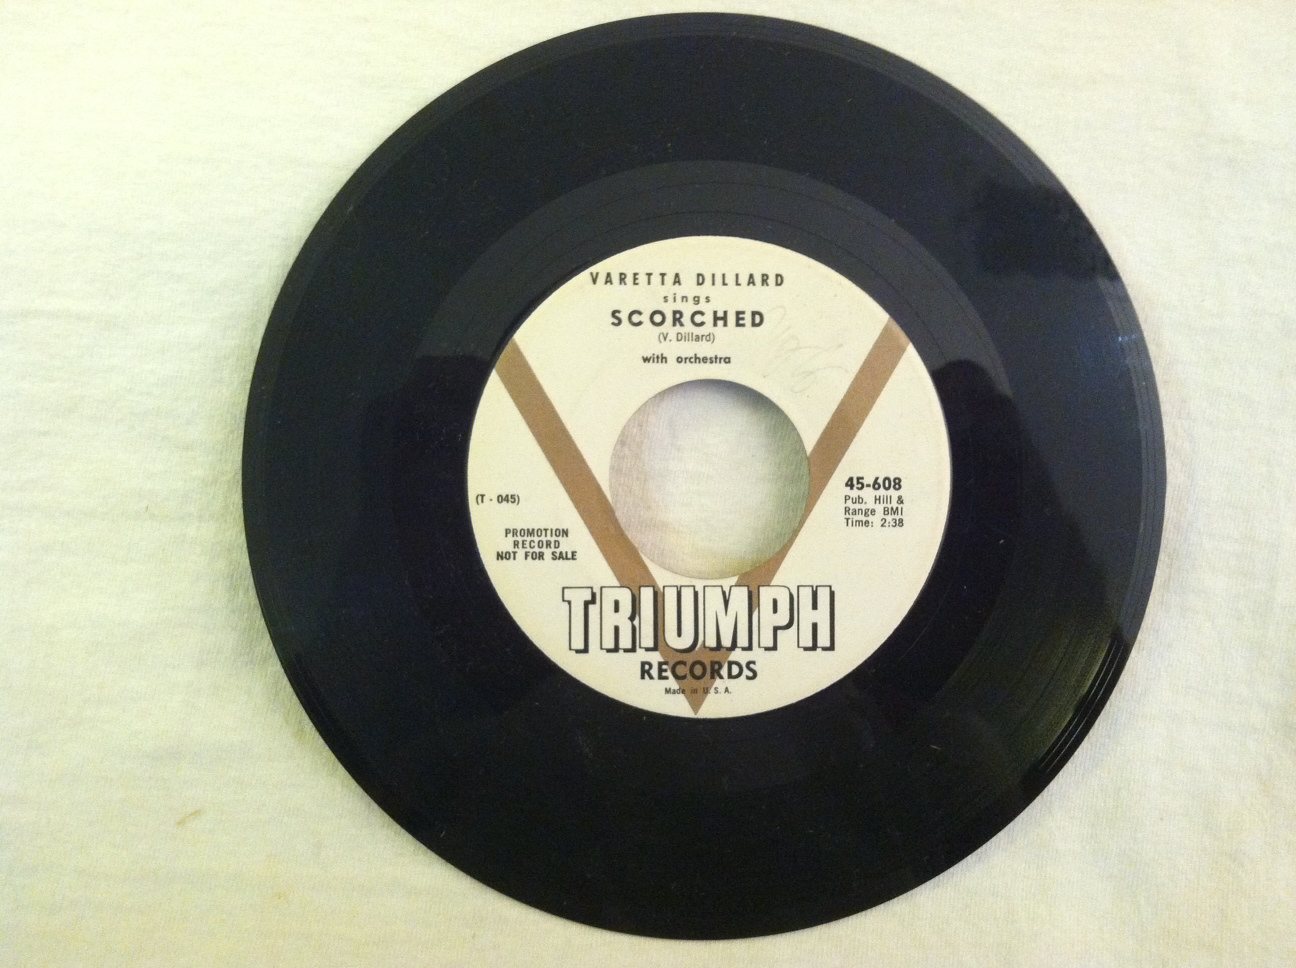 VARETTA DILLARD
sings
SCORCHED
(V. Dillard)
with orchestra
(T - 045)
PROMOTION
RECORD
NOT FOR SALE
45-608
Pub. Hill &
Range BMI
Time: 2:38
TRIUMPH
RECORDS
Made in U. S. A.